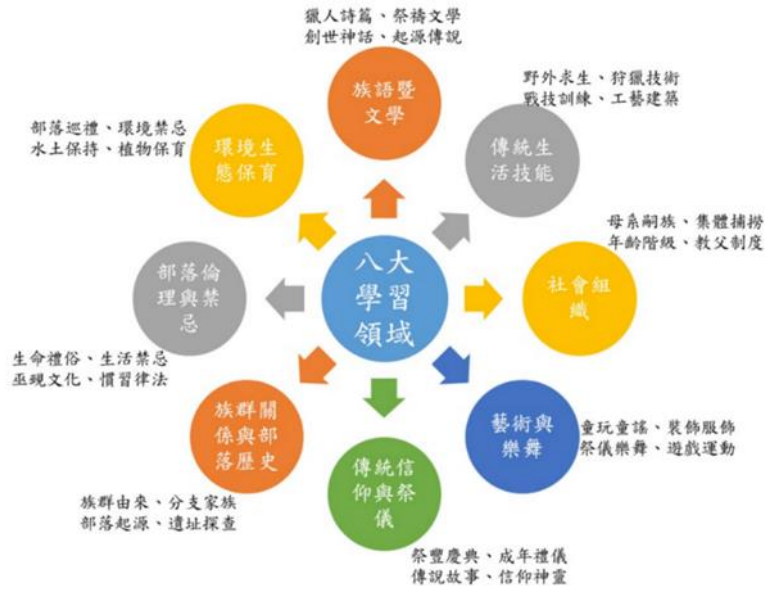 獵人詩篇、祭禱文學
創世神話、起源傳說
族語暨
文學
野外求生、狩獵技術
戰技訓練、工藝建築
傳統生
活技能
母系嗣族、集體捕撈
年齡階級、教父制度
社會組
織
童玩童謠、裝飾服飾
祭儀樂舞、遊戲運動
藝術與
樂舞
祭豐慶典、成年禮儀
傳說故事、信仰神靈
傳統信
仰與祭
儀
族群由來、分支家族
部落起源、遺址探查
族群關
係與部
落歷史
生命禮俗、生活禁忌
巫覡文化、慣習律法
部落倫
理與禁
忌
部落巡禮、環境禁忌
水土保持、植物保育
環境生
態保育
八大
學習
領域